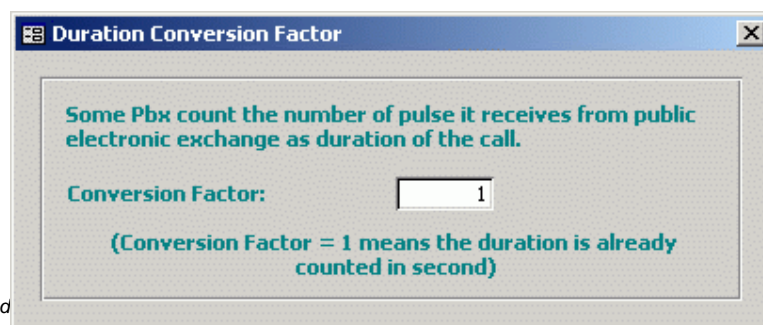 Duration Conversion Factor
Some Pbx count the number of pulse it receives from public
electronic exchange as duration of the call.
Conversion Factor:
1
(Conversion Factor = 1 means the duration is already
counted in second)
d